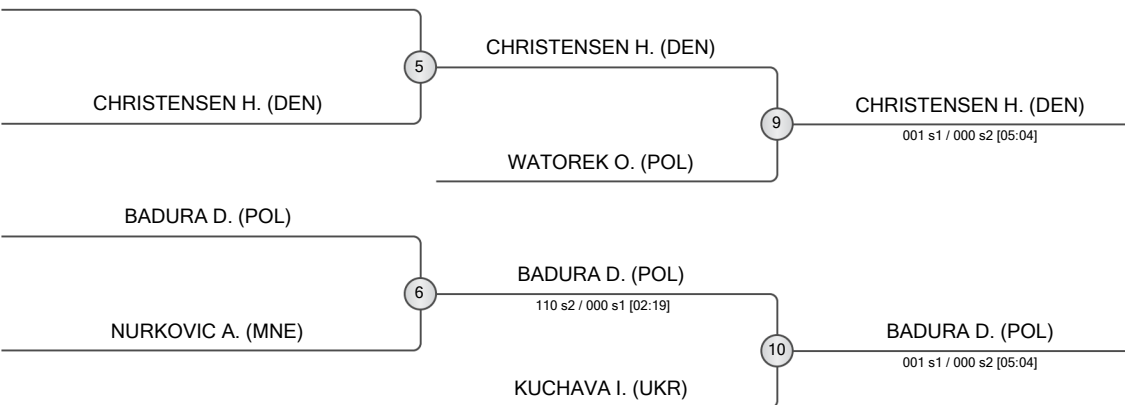 CHRISTENSEN H. (DEN)
5
CHRISTENSEN H. (DEN)
CHRISTENSEN H. (DEN)
9
001 s1 / 000 s2 [05:04]
WATOREK O. (POL)
BADURA D. (POL)
BADURA D. (POL)
6
110 s2 / 000 s1 [02:19]
NURKOVIC A. (MNE)
BADURA D. (POL)
10
001 s1 / 000 s2 [05:04]
KUCHAVA I. (UKR)